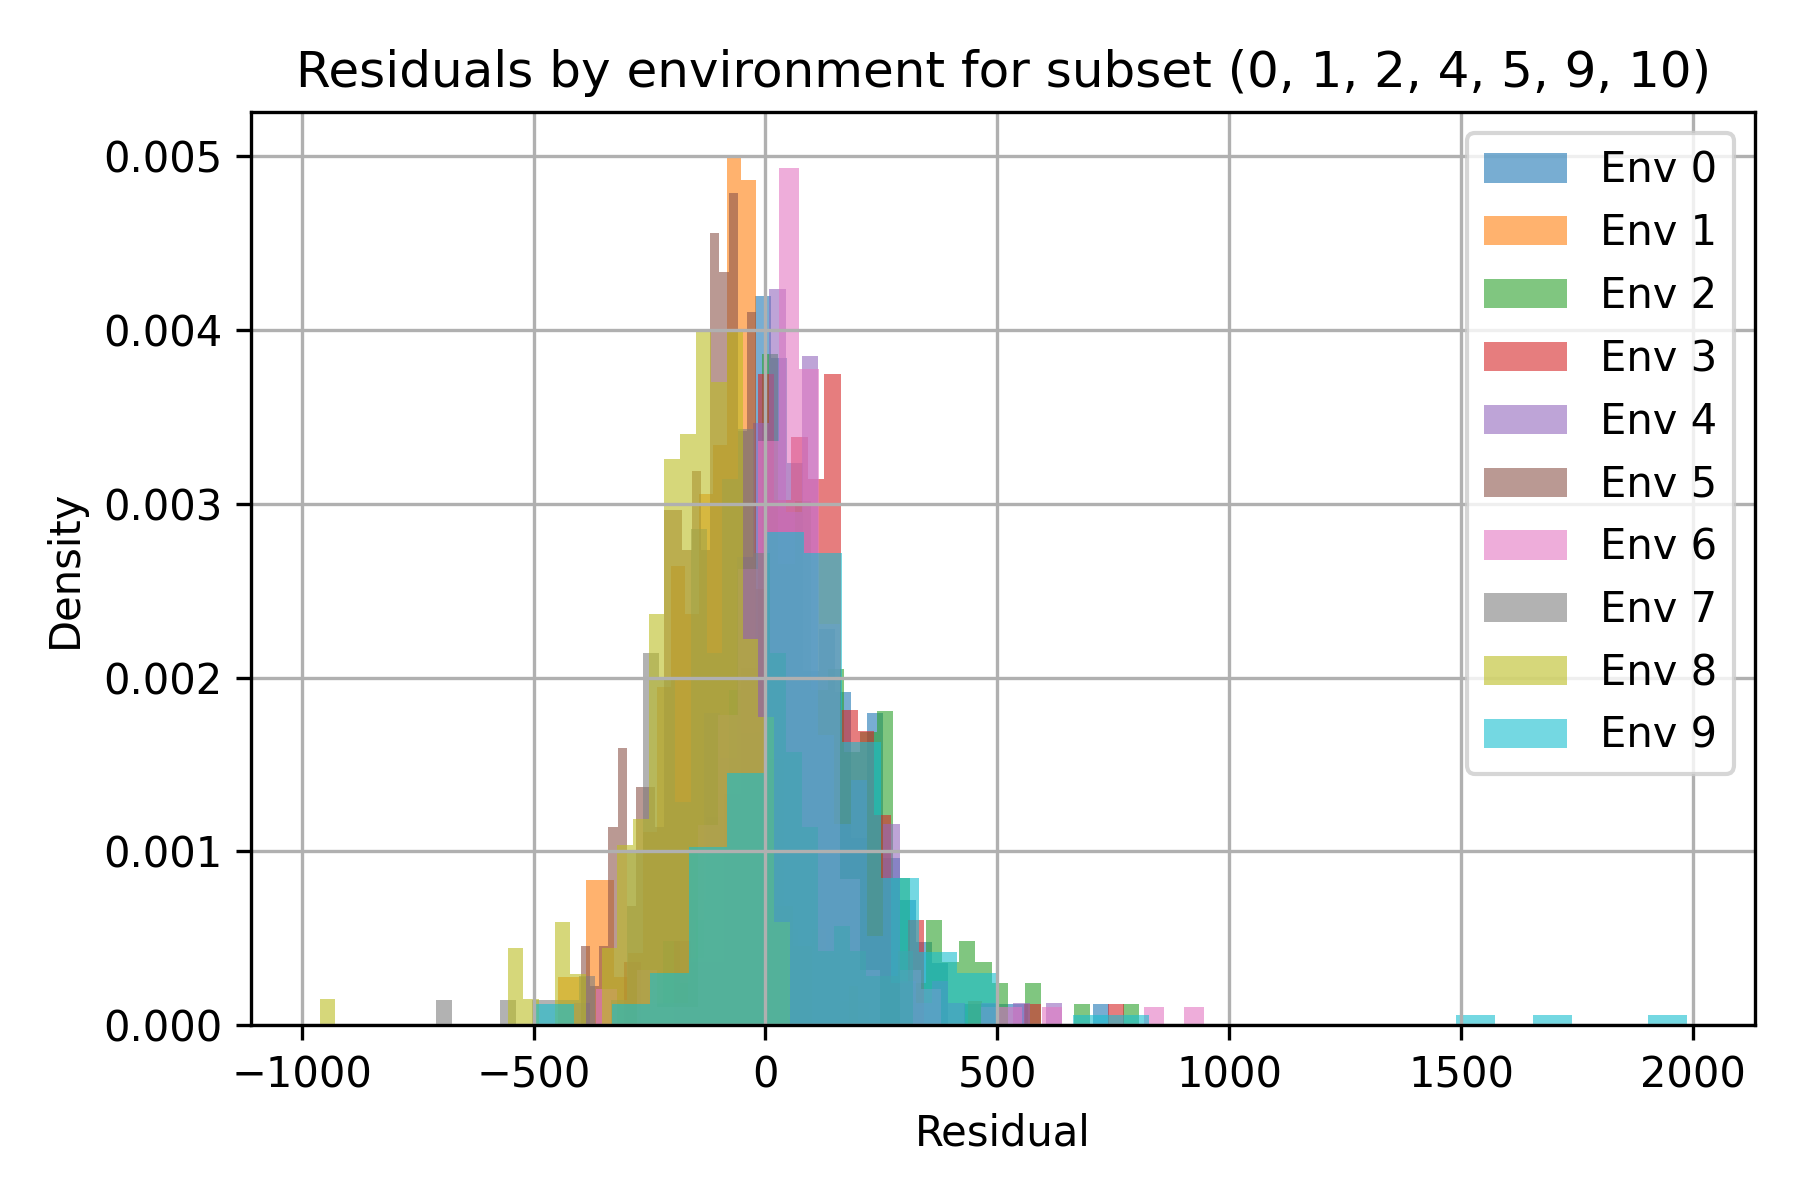 Residuals by environment for subset (0, 1, 2, 4, 5, 9, 10)
0.005
0.004
0.003
0.002
0.001
0.000
Density
−1000
−500
0
500
1000
1500
2000
Residual
Env 0
Env 1
Env 2
Env 3
Env 4
Env 5
Env 6
Env 7
Env 8
Env 9